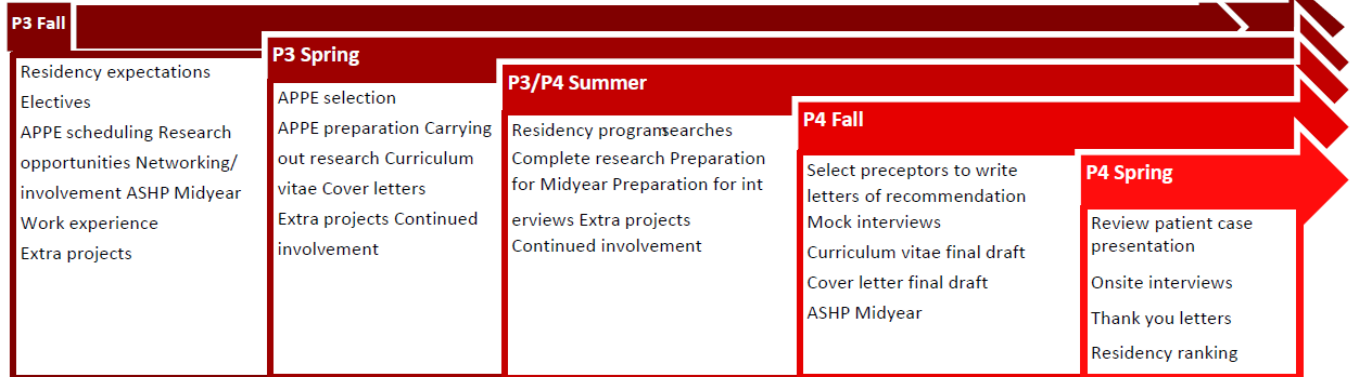 P3 Fall
Residency expectations
Electives
APPE scheduling Research
opportunities Networking/
involvement ASHP Midyear
Work experience
Extra projects
P3 Spring
APPE selection
APPE preparation Carrying
out research Curriculum
vitae Cover letters
Extra projects Continued
involvement
P3/P4 Summer
Residency programsearches
Complete research Preparation
for Midyear Preparation for int
erviews Extra projects
Continued involvement
P4 Fall
Select preceptors to write
letters of recommendation
Mock interviews
Curriculum vitae final draft
Cover letter final draft
ASHP Midyear
P4 Spring
Review patient case
presentation
Onsite interviews
Thank you letters
Residency ranking